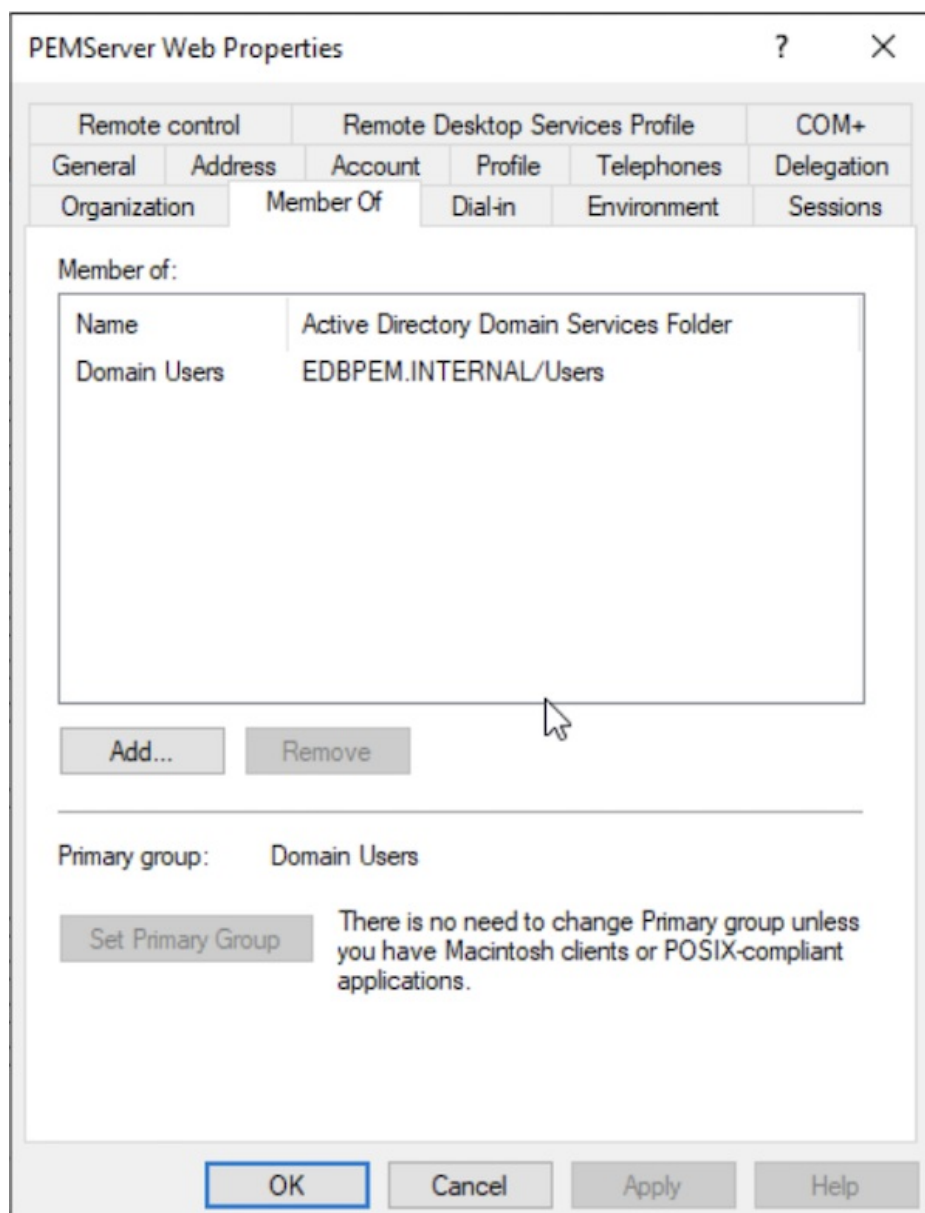 PEMServer Web Properties
Remote control Remote Desktop Services Profile COM+
General Address Account Profile Telephones Delegation
Organization Member Of Dial-in Environment Sessions
Member of:
Name Active Directory Domain Services Folder
Domain Users EDBPEM.INTERNAL/Users
Add... Remove
Primary group: Domain Users
Set Primary Group
There is no need to change Primary group unless
you have Macintosh clients or POSIX-compliant
applications.
OK Cancel Apply Help